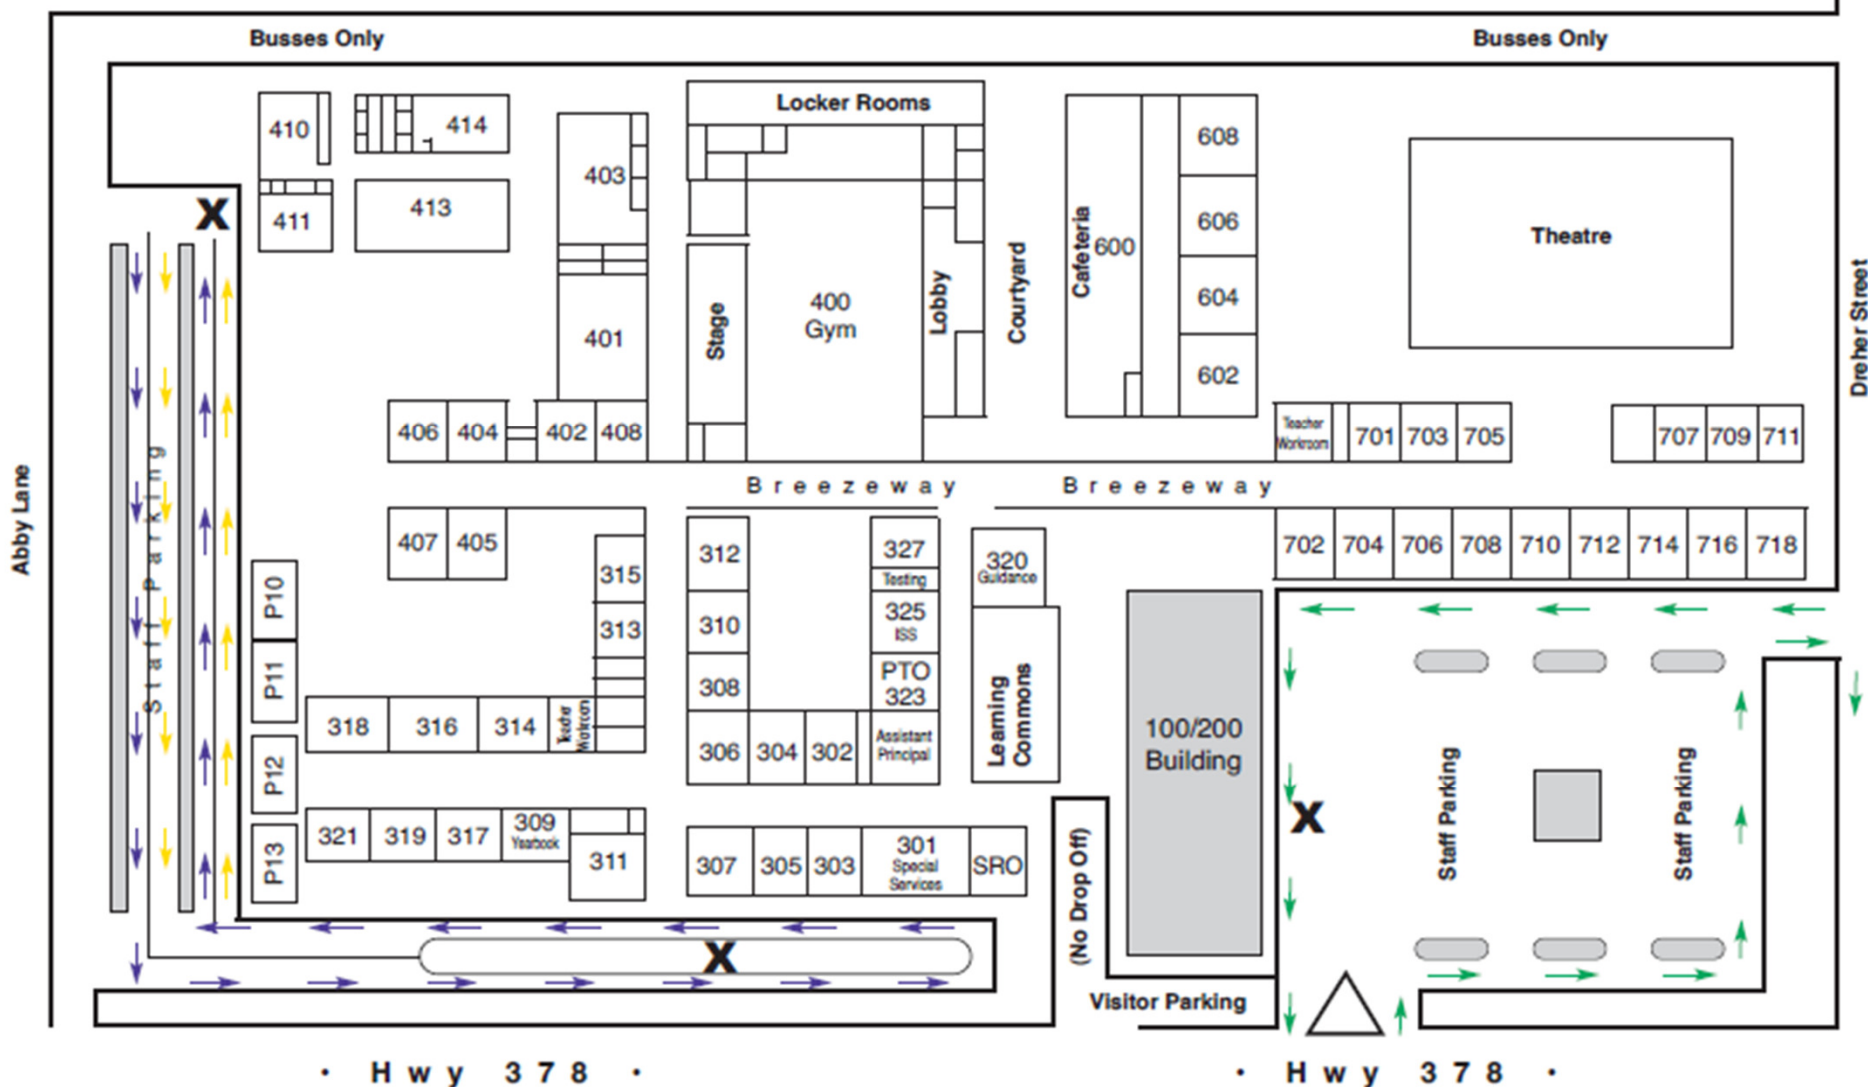 Busses Only
Busses Only
Locker Rooms
410
414
403
608
411
413
X
606
Theatre
Cafeteria
600
Courtyard
Lobby
400
Gym
Stage
401
604
602
Dreher Street
406
404
402
408
Teacher
Workroom
701
703
705
707
709
711
Breezeway
Breezeway
Abby Lane
Staff Parking
407
405
315
313
312
310
308
327
Testing
325
ISS
PTO
323
320
Guidance
702
704
706
708
710
712
714
716
718
P10
P11
P12
P13
318
316
314
Teacher
Workroom
306
304
302
Assistant
Principal
Learning
Commons
100/200
Building
X
Staff Parking
Staff Parking
321
319
317
309
Yearbook
311
307
305
303
301
Special
Services
SRO
(No Drop Off)
X
Visitor Parking
· Hwy 378 ·
· Hwy 378 ·